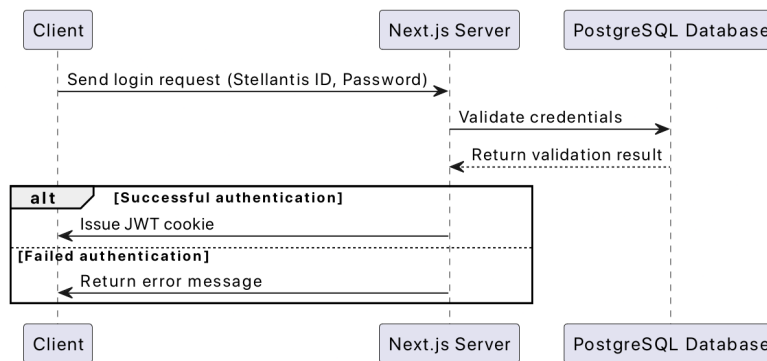 Client
Next.js Server
PostgreSQL Database
Send login request (Stellantis ID, Password)
Validate credentials
Return validation result
alt [Successful authentication]
Issue JWT cookie
[Failed authentication]
Return error message
Client
Next.js Server
PostgreSQL Database